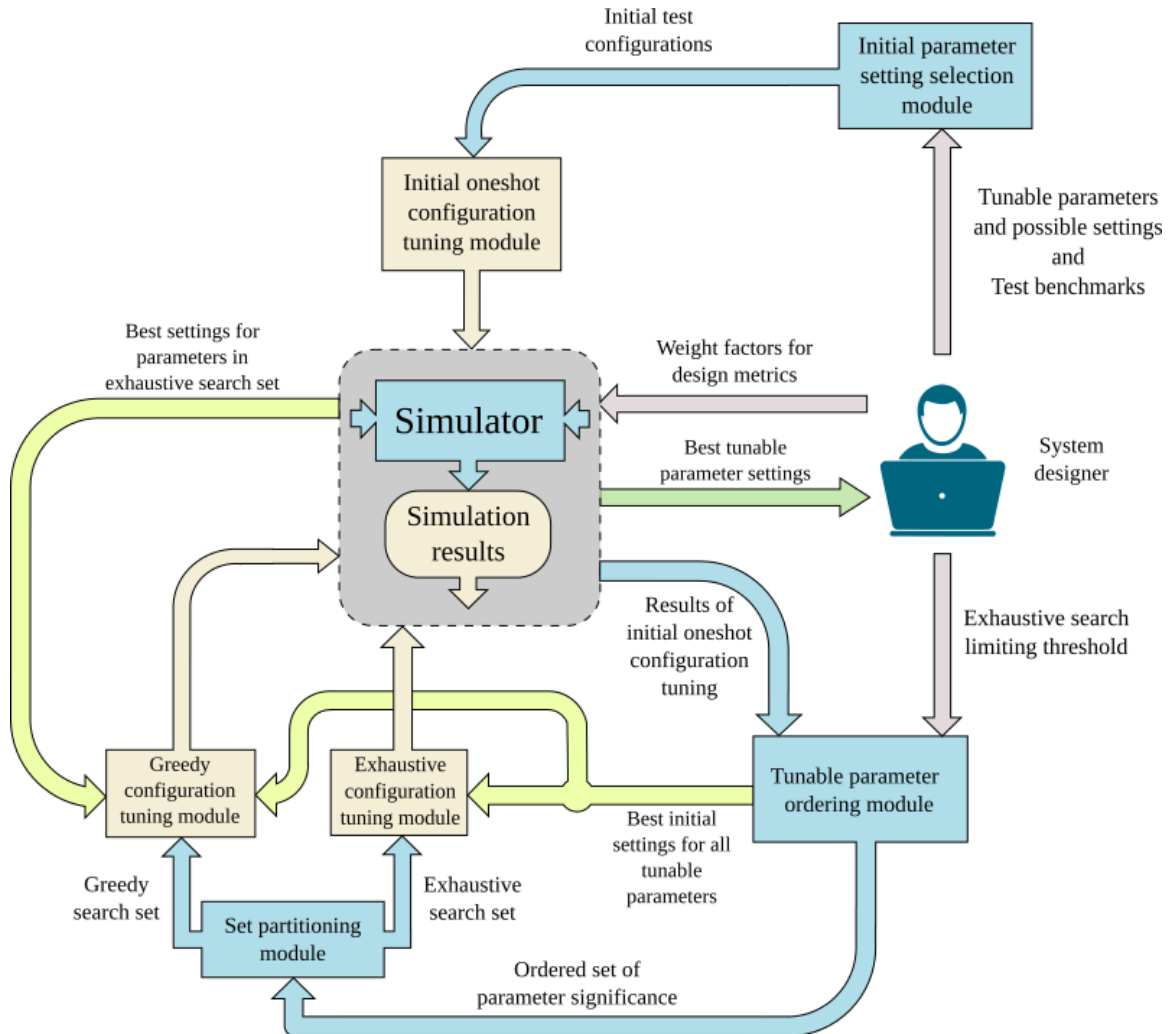 Initial test
configurations
Initial parameter
setting selection
module
Initial oneshot
configuration
tuning module
Tunable parameters
and possible settings
and
Test benchmarks
Best settings for
parameters in
exhaustive search set
Weight factors for
design metrics
Simulator
Best tunable
parameter settings
System
designer
Simulation
results
Results of
initial oneshot
configuration
tuning
Exhaustive search
limiting threshold
Greedy
configuration
tuning module
Exhaustive
configuration
tuning module
Tunable parameter
ordering module
Best initial
settings for all
tunable
parameters
Greedy
search set
Exhaustive
search set
Set partitioning
module
Ordered set of
parameter significance